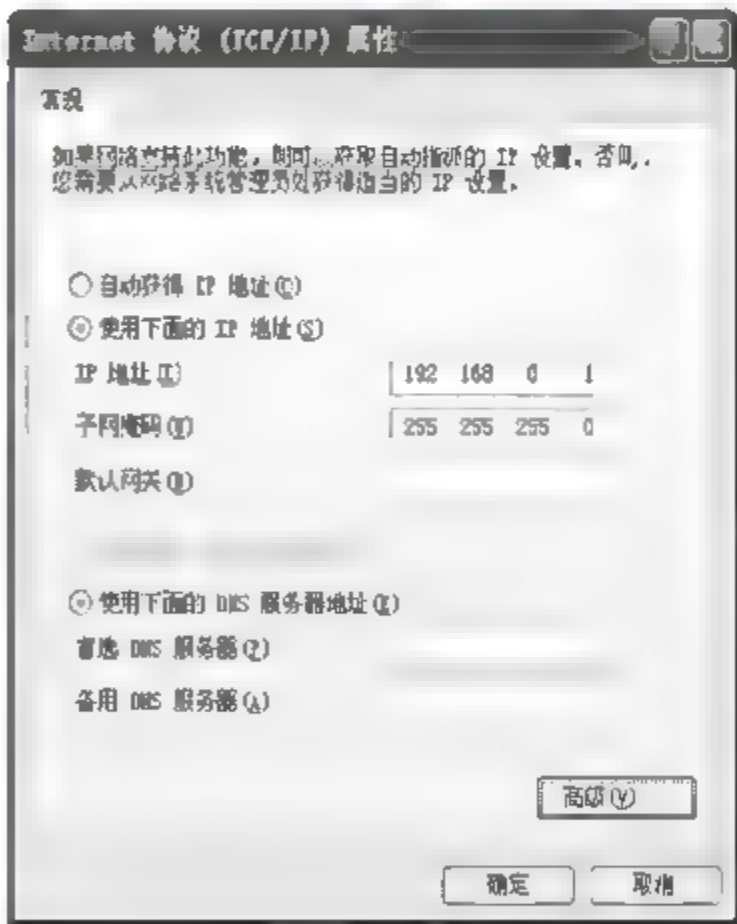 Internet 协议 (TCP/IP) 属性
常规
如果网络支持此功能，则可 获取自动指派的 IP 设置。否则，
您需要从网络系统管理员处获得适当的 IP 设置。
自动获得 IP 地址(O)
使用下面的 IP 地址(S)
IP 地址(I) 192 168 0 1
子网掩码(U) 255 255 255 0
默认网关(D)
使用下面的 DNS 服务器地址(E)
首选 DNS 服务器(P)
备用 DNS 服务器(A)
高级(V)
确定 取消